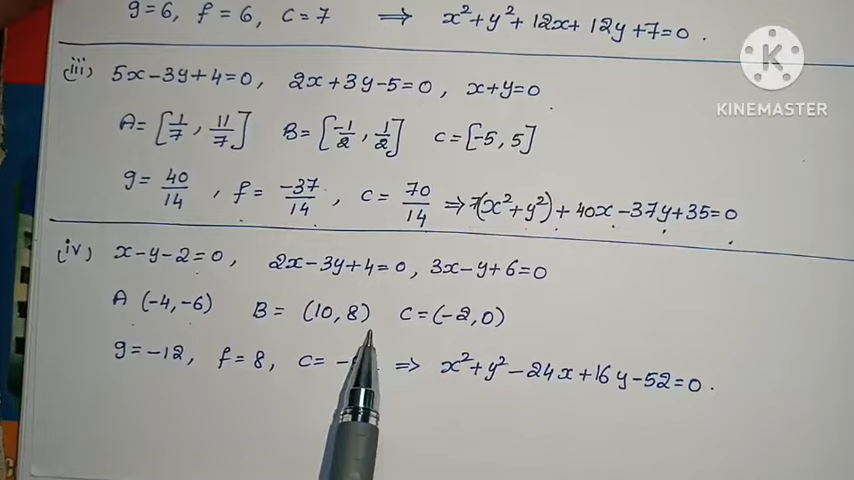 g=6, f=6, c=7 ⟹ x²+y²+12x+12y+7=0.
(iii) 5x-3y+4=0, 2x+3y-5=0, x+y=0
A=[1/7, 11/7] B=[-1/2, 1/2] c=[-5, 5]
g= 40/14, f= -37/14, c= 70/14 ⇒ 7(x²+y²)+40x-37y+35=0
(iv) x-y-2=0, 2x-3y+4=0, 3x-y+6=0
A (-4,-6) B= (10,8) c=(-2,0)
g=-12, f=8, c= - ⇒ x²+y²-24x+16y-52=0.
KINEMASTER